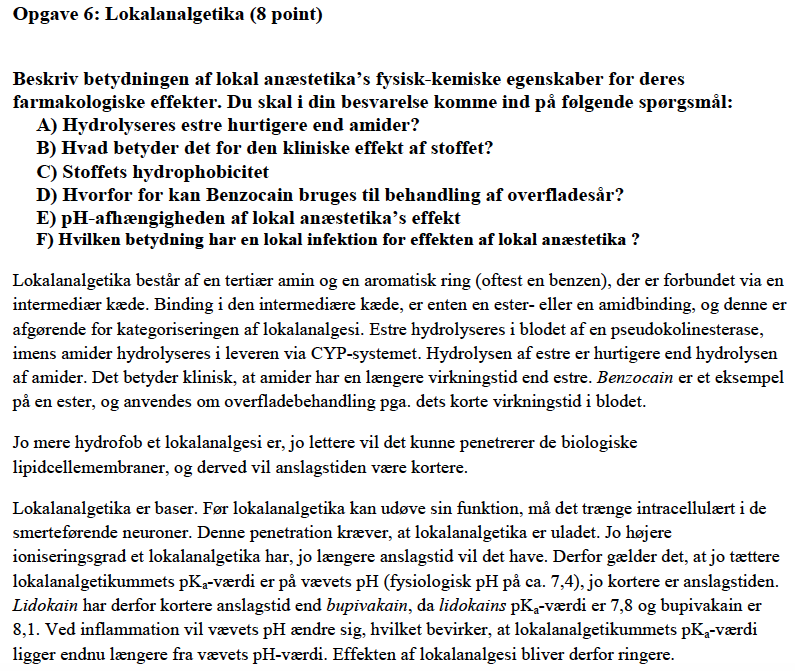 Opgave 6: Lokalanalgetika (8 point)
Beskriv betydningen af lokal anæstetika’s fysisk-kemiske egenskaber for deres
farmakologiske effekter. Du skal i din besvarelse komme ind på følgende spørgsmål:
A) Hydrolyseres estre hurtigere end amider?
B) Hvad betyder det for den kliniske effekt af stoffet?
C) Stoffets hydrophobicitet
D) Hvorfor for kan Benzocain bruges til behandling af overfladesår?
E) pH-afhængigheden af lokal anæstetika’s effekt
F) Hvilken betydning har en lokal infektion for effekten af lokal anæstetika ?
Lokalanalgetika består af en tertiær amin og en aromatisk ring (oftest en benzen), der er forbundet via en
intermediær kæde. Binding i den intermediære kæde, er enten en ester- eller en amidbinding, og denne er
afgørende for kategoriseringen af lokalanalgesi. Estre hydrolyseres i blodet af en pseudokolinesterase,
imens amider hydrolyseres i leveren via CYP-systemet. Hydrolysen af estre er hurtigere end hydrolysen
af amider. Det betyder klinisk, at amider har en længere virkningstid end estre. Benzocain er et eksempel
på en ester, og anvendes om overfladebehandling pga. dets korte virkningstid i blodet.
Jo mere hydrofob et lokalanalgesi er, jo lettere vil det kunne penetrerer de biologiske
lipidcellemembraner, og derved vil anslagstiden være kortere.
Lokalanalgetika er baser. Før lokalanalgetika kan udøve sin funktion, må det trænge intracellulært i de
smerteførende neuroner. Denne penetration kræver, at lokalanalgetika er uladet. Jo højere
ioniseringsgrad et lokalanalgetika har, jo længere anslagstid vil det have. Derfor gælder det, at jo tættere
lokalanalgetikummets pKa-værdi er på vævets pH (fysiologisk pH på ca. 7,4), jo kortere er anslagstiden.
Lidokain har derfor kortere anslagstid end bupivakain, da lidokains pKa-værdi er 7,8 og bupivakain er
8,1. Ved inflammation vil vævets pH ændre sig, hvilket bevirker, at lokalanalgetikummets pKa-værdi
ligger endnu længere fra vævets pH-værdi. Effekten af lokalanalgesi bliver derfor ringere.